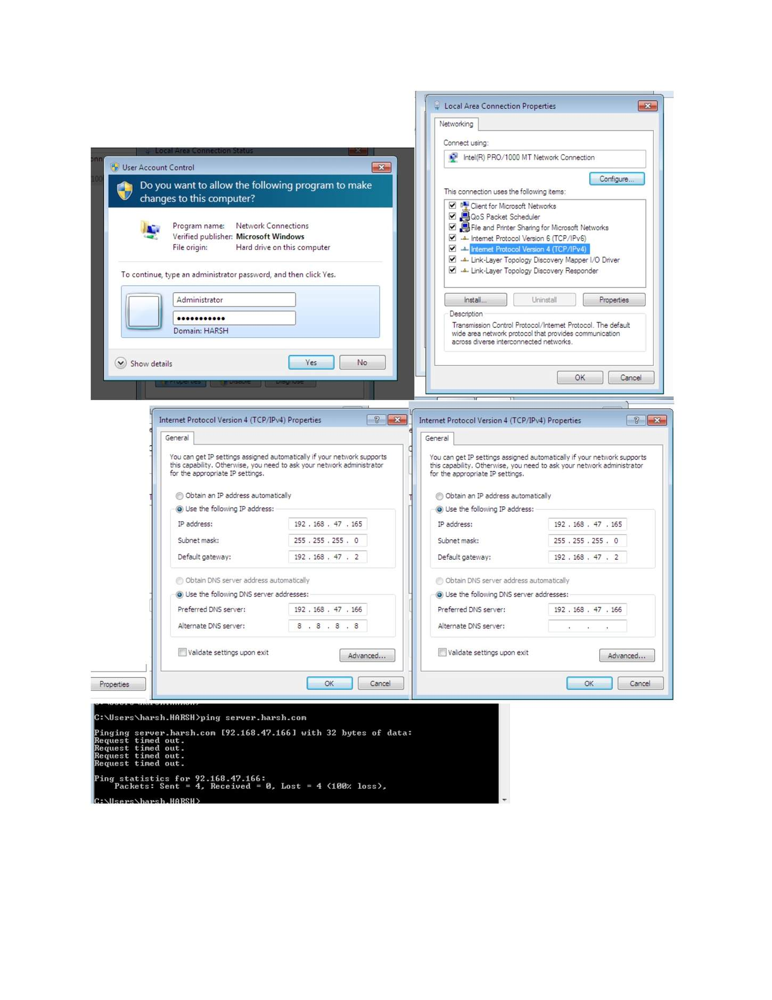 Local Area Connection Status
User Account Control
Do you want to allow the following program to make
changes to this computer?
Program name: Network Connections
Verified publisher: Microsoft Windows
File origin: Hard drive on this computer
To continue, type an administrator password, and then click Yes.
Administrator
●●●●●●●●●●●
Domain: HARSH
Show details
Yes
No
Properties
Disable
Diagnose
Local Area Connection Properties
Networking
Connect using:
Intel(R) PRO/1000 MT Network Connection
Configure...
This connection uses the following items:
Client for Microsoft Networks
QoS Packet Scheduler
File and Printer Sharing for Microsoft Networks
Internet Protocol Version 6 (TCP/IPv6)
Internet Protocol Version 4 (TCP/IPv4)
Link-Layer Topology Discovery Mapper I/O Driver
Link-Layer Topology Discovery Responder
Install...
Uninstall
Properties
Description
Transmission Control Protocol/Internet Protocol. The default
wide area network protocol that provides communication
across diverse interconnected networks.
OK
Cancel
Properties
Internet Protocol Version 4 (TCP/IPv4) Properties
General
You can get IP settings assigned automatically if your network supports
this capability. Otherwise, you need to ask your network administrator
for the appropriate IP settings.
Obtain an IP address automatically
Use the following IP address:
IP address: 192 . 168 . 47 . 165
Subnet mask: 255 . 255 . 255 . 0
Default gateway: 192 . 168 . 47 . 2
Obtain DNS server address automatically
Use the following DNS server addresses:
Preferred DNS server: 192 . 168 . 47 . 166
Alternate DNS server: 8 . 8 . 8 . 8
Validate settings upon exit
Advanced...
OK
Cancel
Internet Protocol Version 4 (TCP/IPv4) Properties
General
You can get IP settings assigned automatically if your network supports
this capability. Otherwise, you need to ask your network administrator
for the appropriate IP settings.
Obtain an IP address automatically
Use the following IP address:
IP address: 192 . 168 . 47 . 165
Subnet mask: 255 . 255 . 255 . 0
Default gateway: 192 . 168 . 47 . 2
Obtain DNS server address automatically
Use the following DNS server addresses:
Preferred DNS server: 192 . 168 . 47 . 166
Alternate DNS server: . . .
Validate settings upon exit
Advanced...
OK
Cancel
C:\Users\harsh.HARSH>ping server.harsh.com
Pinging server.harsh.com [92.168.47.166] with 32 bytes of data:
Request timed out.
Request timed out.
Request timed out.
Request timed out.
Ping statistics for 92.168.47.166:
Packets: Sent = 4, Received = 0, Lost = 4 (100% loss),
C:\Users\harsh.HARSH>